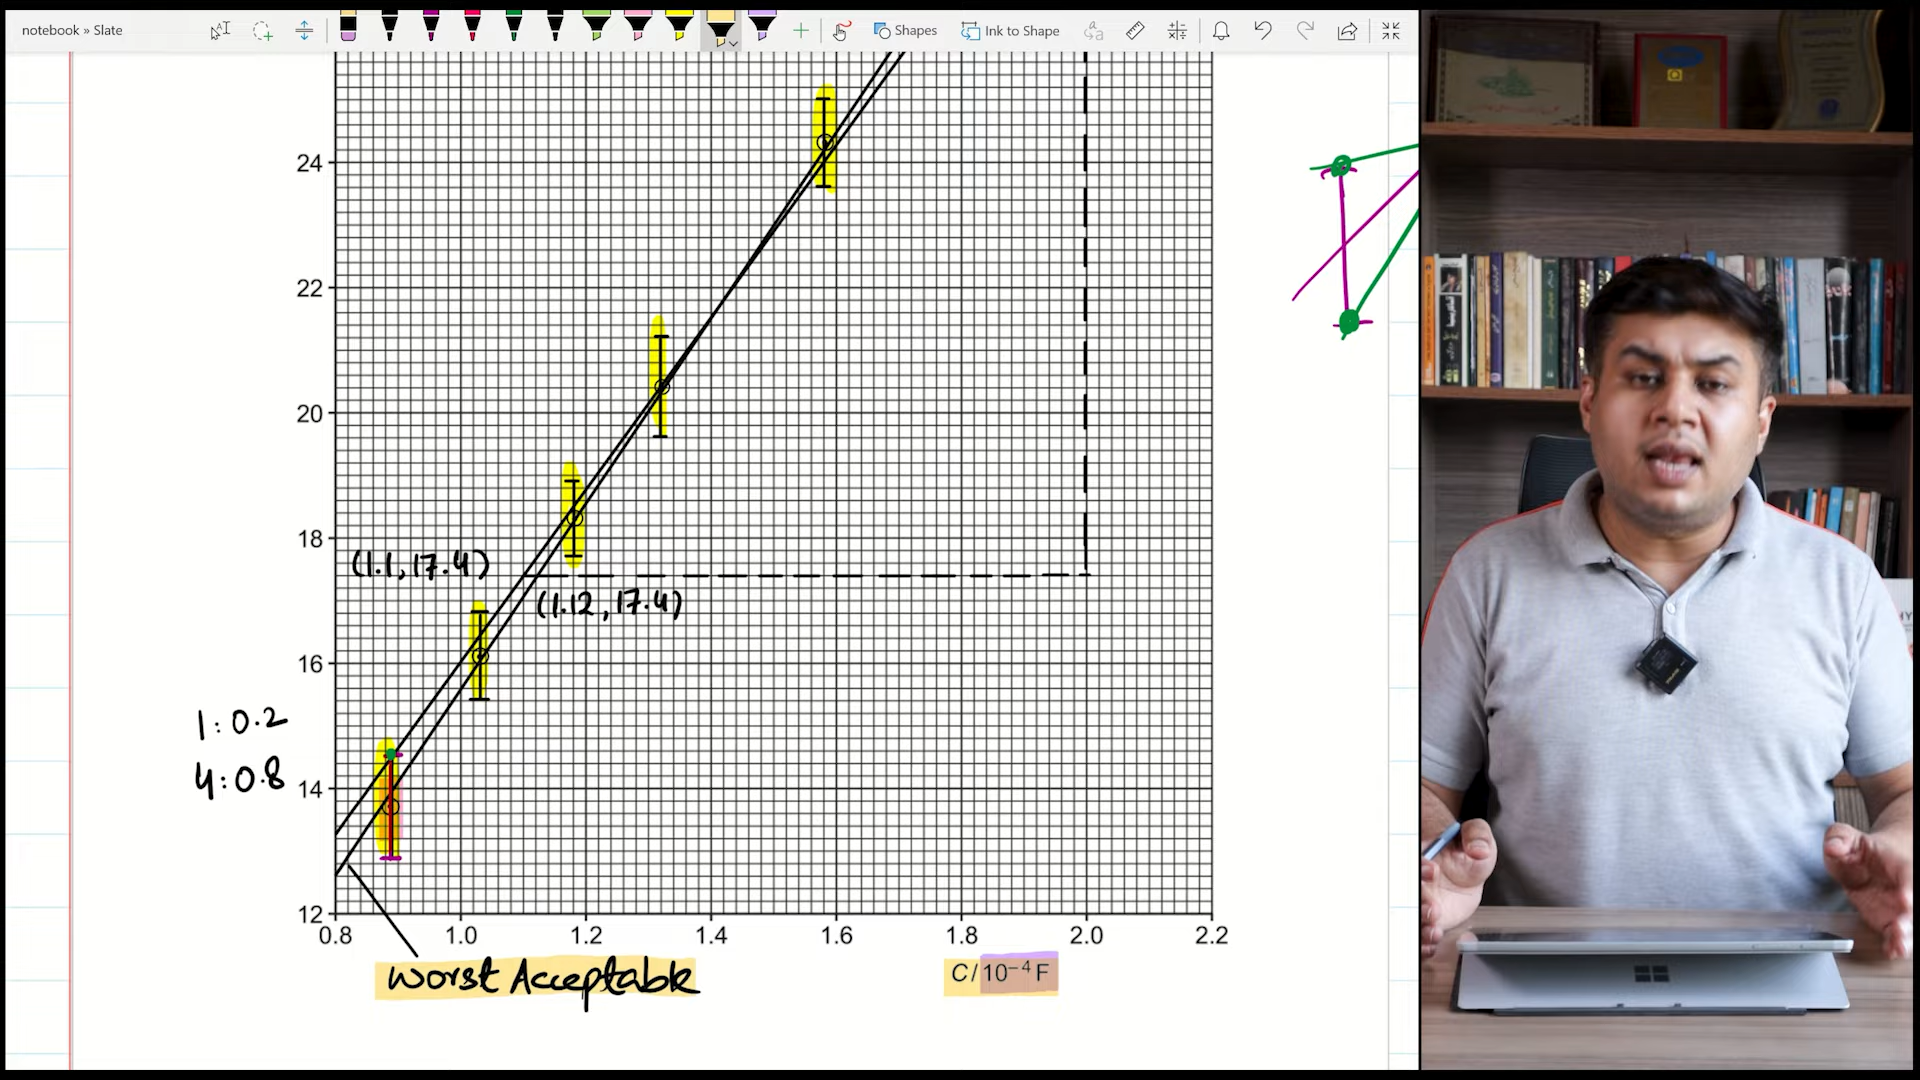 notebook » Slate
Shapes
Ink to Shape
24
22
20
18
(1.1, 17.4)
(1.12, 17.4)
16
1 : 0.2
4 : 0.8
14
12
0.8 1.0 1.2 1.4 1.6 1.8 2.0 2.2
Worst Acceptable
C / 10⁻⁴ F